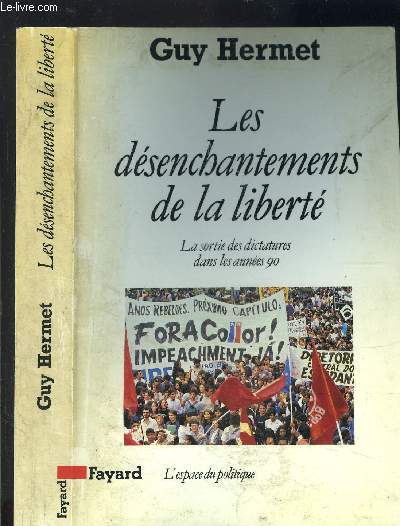 © Le-livre.com
Guy Hermet
Les
désenchantements
de la liberté
La sortie des dictatures
dans les années 90
ANOS REBELDES, PRÓXIMO CAPITULO:
FORA Collor!
IMPEACHMENT JÁ!
Fayard
L'espace du politique
Les désenchantements de la liberté
Guy Hermet
Fayard